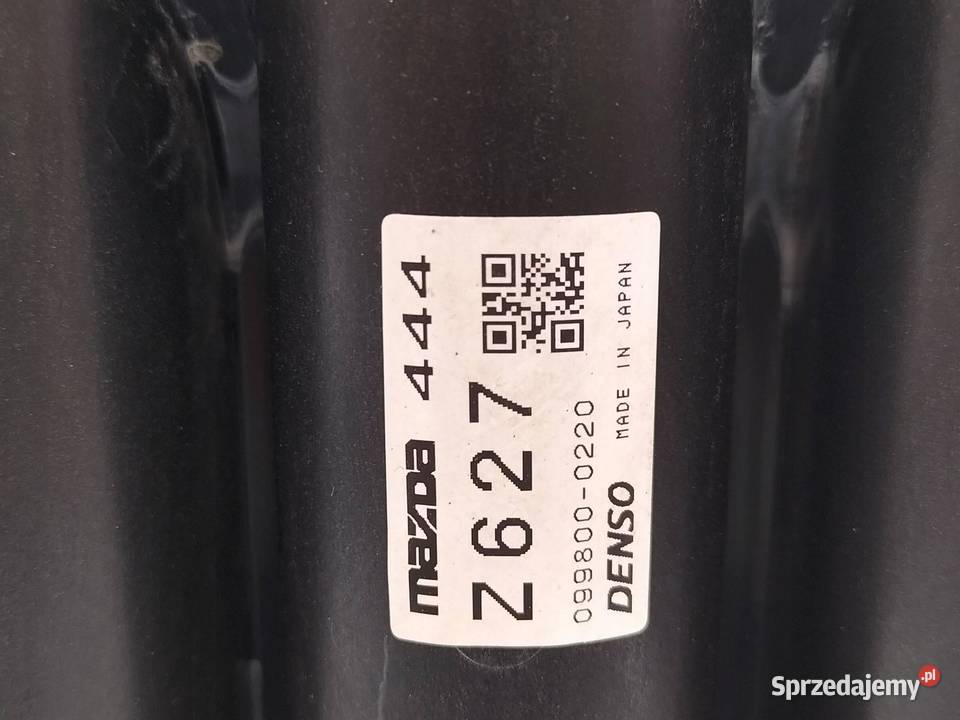 mazda 444
Z627
099800-0220
DENSO MADE IN JAPAN
Sprzedajemy.pl